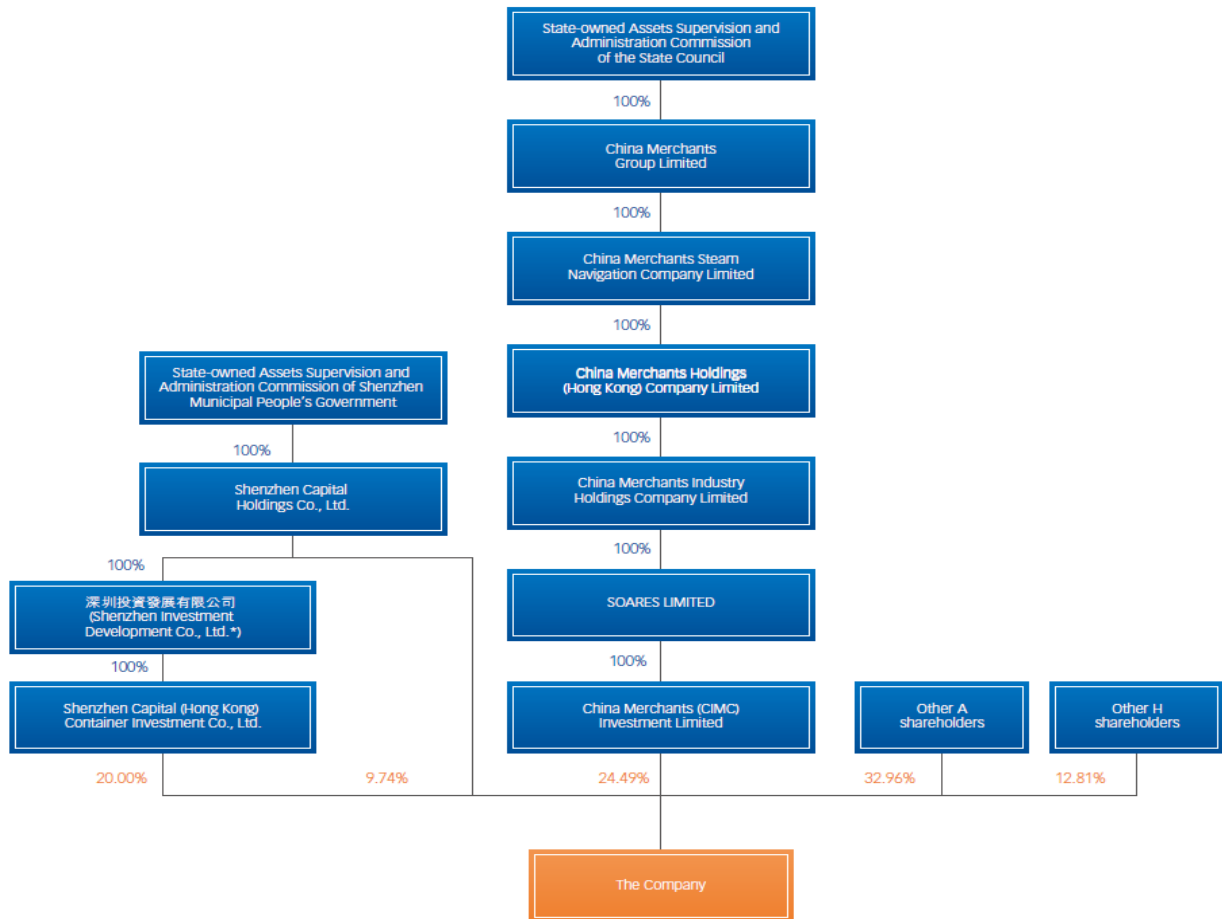 State-owned Assets Supervision and
Administration Commission
of the State Council
100%
China Merchants
Group Limited
100%
China Merchants Steam
Navigation Company Limited
100%
China Merchants Holdings
(Hong Kong) Company Limited
100%
China Merchants Industry
Holdings Company Limited
100%
SOARES LIMITED
100%
China Merchants (CIMC)
Investment Limited
24.49%
State-owned Assets Supervision and
Administration Commission of Shenzhen
Municipal People's Government
100%
Shenzhen Capital
Holdings Co., Ltd.
100%
深圳投資發展有限公司
(Shenzhen Investment
Development Co., Ltd.*)
100%
Shenzhen Capital (Hong Kong)
Container Investment Co., Ltd.
20.00%
9.74%
Other A
shareholders
32.96%
Other H
shareholders
12.81%
The Company